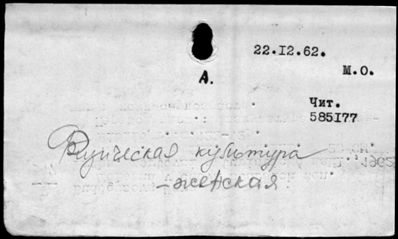 22.12.62.
А.
М.О.
Чит.
585177
Физическая культура
- женская